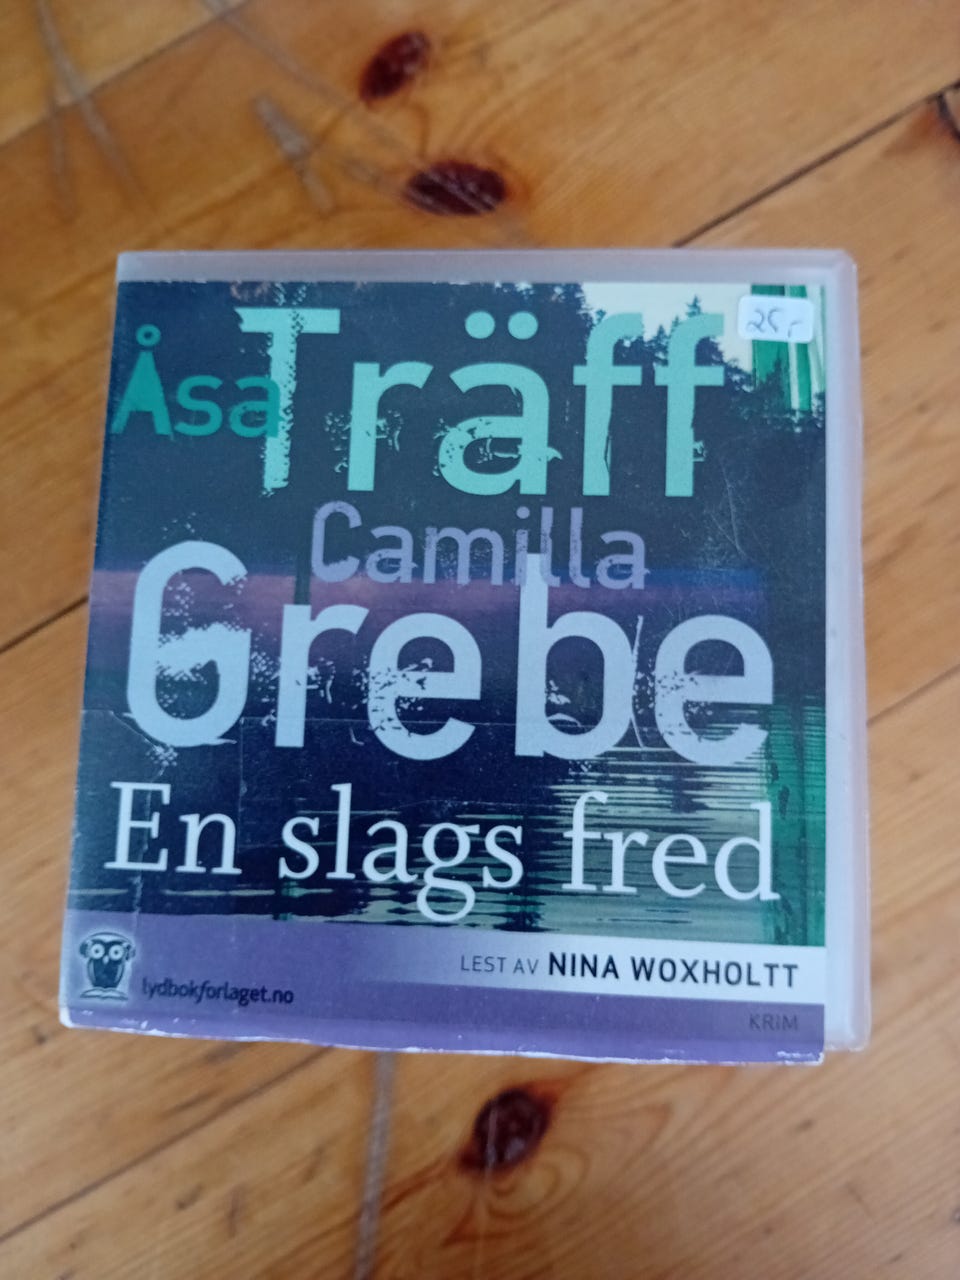 25,-
Åsa Träff
Camilla
Grebe
En slags fred
LEST AV NINA WOXHOLTT
lydbokforlaget.no
KRIM